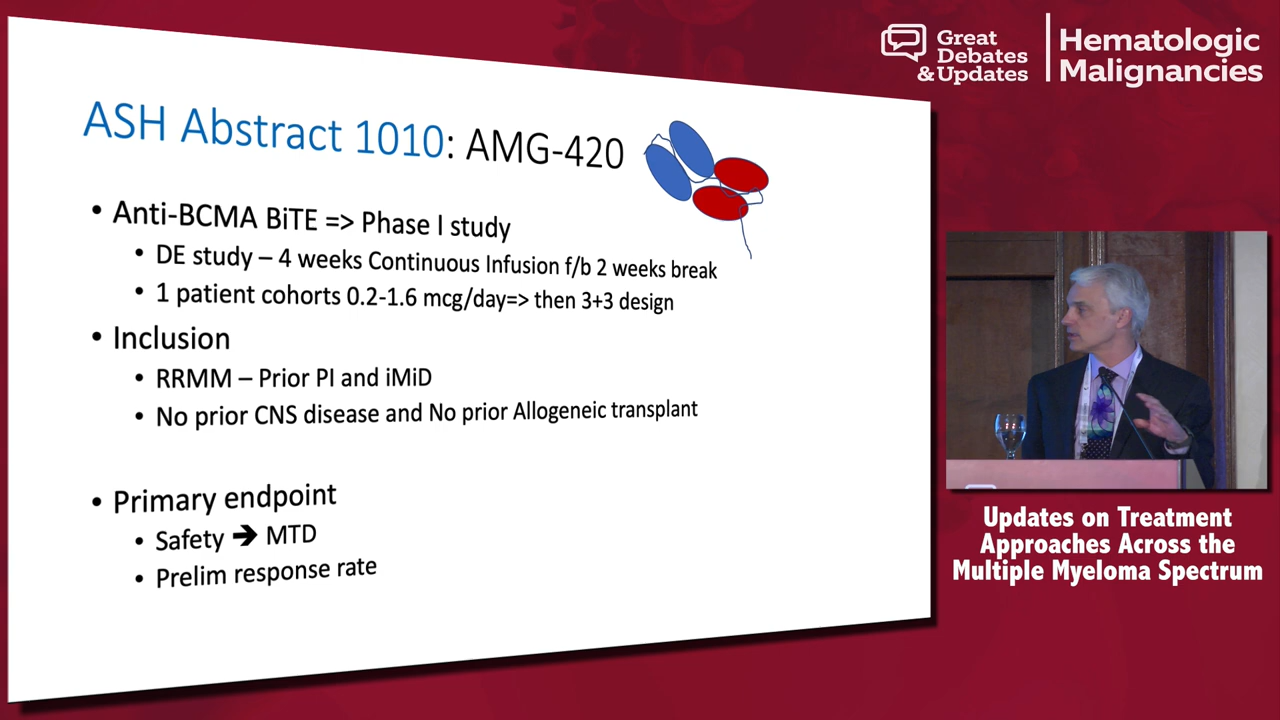 Great
Debates
& Updates
Hematologic
Malignancies
ASH Abstract 1010: AMG-420
• Anti-BCMA BiTE => Phase I study
• DE study – 4 weeks Continuous Infusion f/b 2 weeks break
• 1 patient cohorts 0.2-1.6 mcg/day=> then 3+3 design
• Inclusion
• RRMM – Prior PI and iMiD
• No prior CNS disease and No prior Allogeneic transplant
• Primary endpoint
• Safety ➔ MTD
• Prelim response rate
Updates on Treatment
Approaches Across the
Multiple Myeloma Spectrum